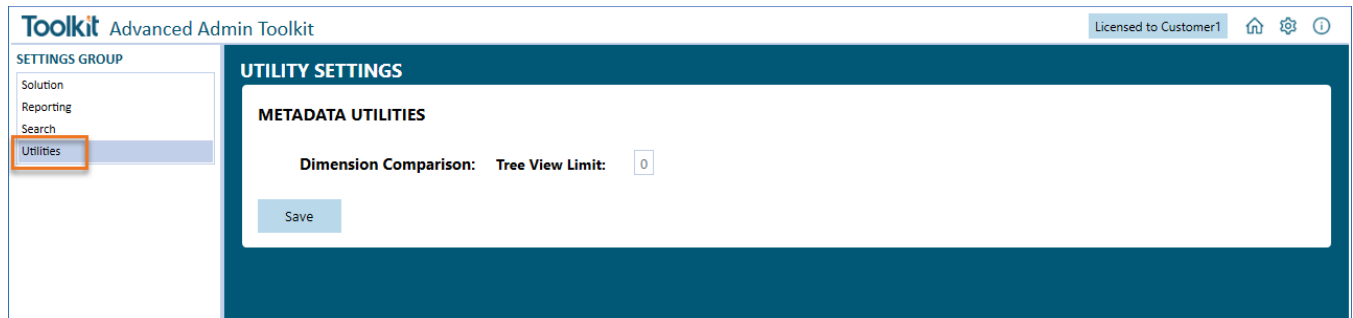 Toolkit Advanced Admin Toolkit
Licensed to Customer1
SETTINGS GROUP
Solution
Reporting
Search
Utilities
UTILITY SETTINGS
METADATA UTILITIES
Dimension Comparison: Tree View Limit: 0
Save